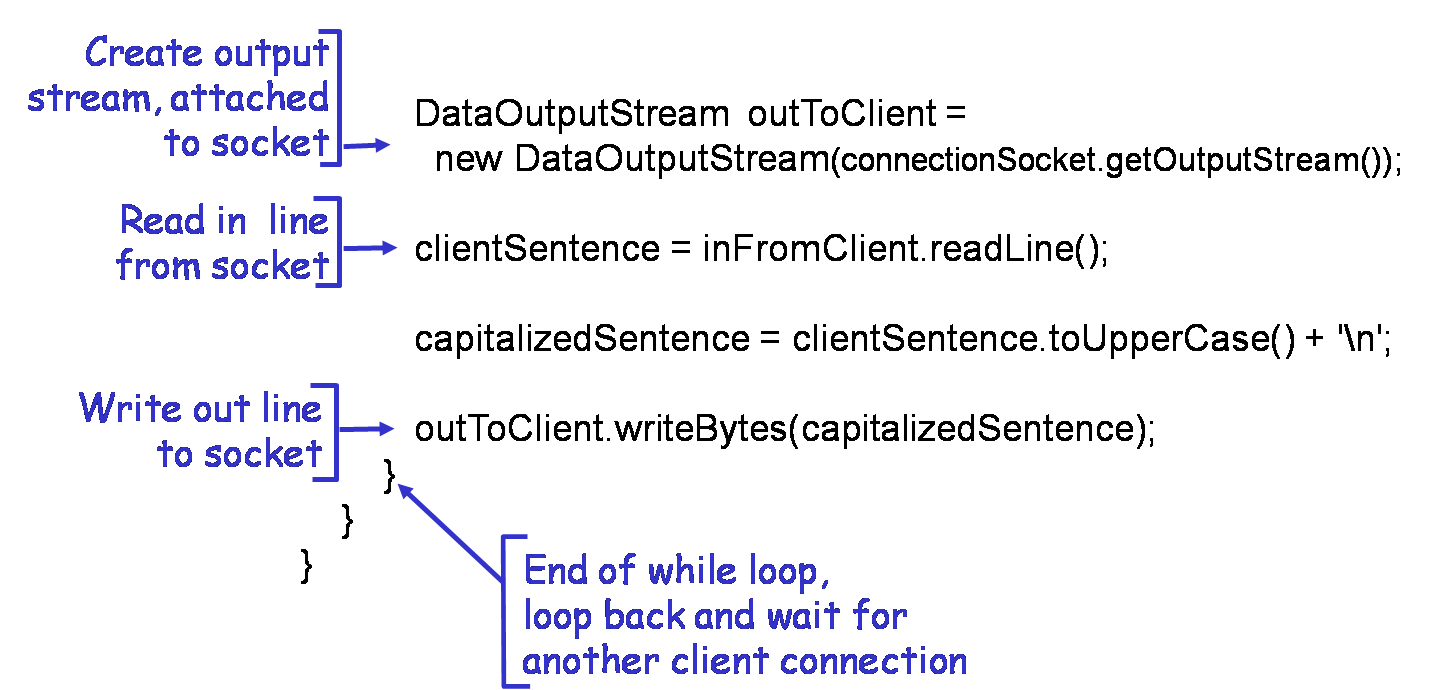 Create output
stream, attached
to socket
DataOutputStream outToClient =
new DataOutputStream(connectionSocket.getOutputStream());
Read in line
from socket
clientSentence = inFromClient.readLine();
capitalizedSentence = clientSentence.toUpperCase() + '\n';
Write out line
to socket
outToClient.writeBytes(capitalizedSentence);
}
}
}
End of while loop,
loop back and wait for
another client connection